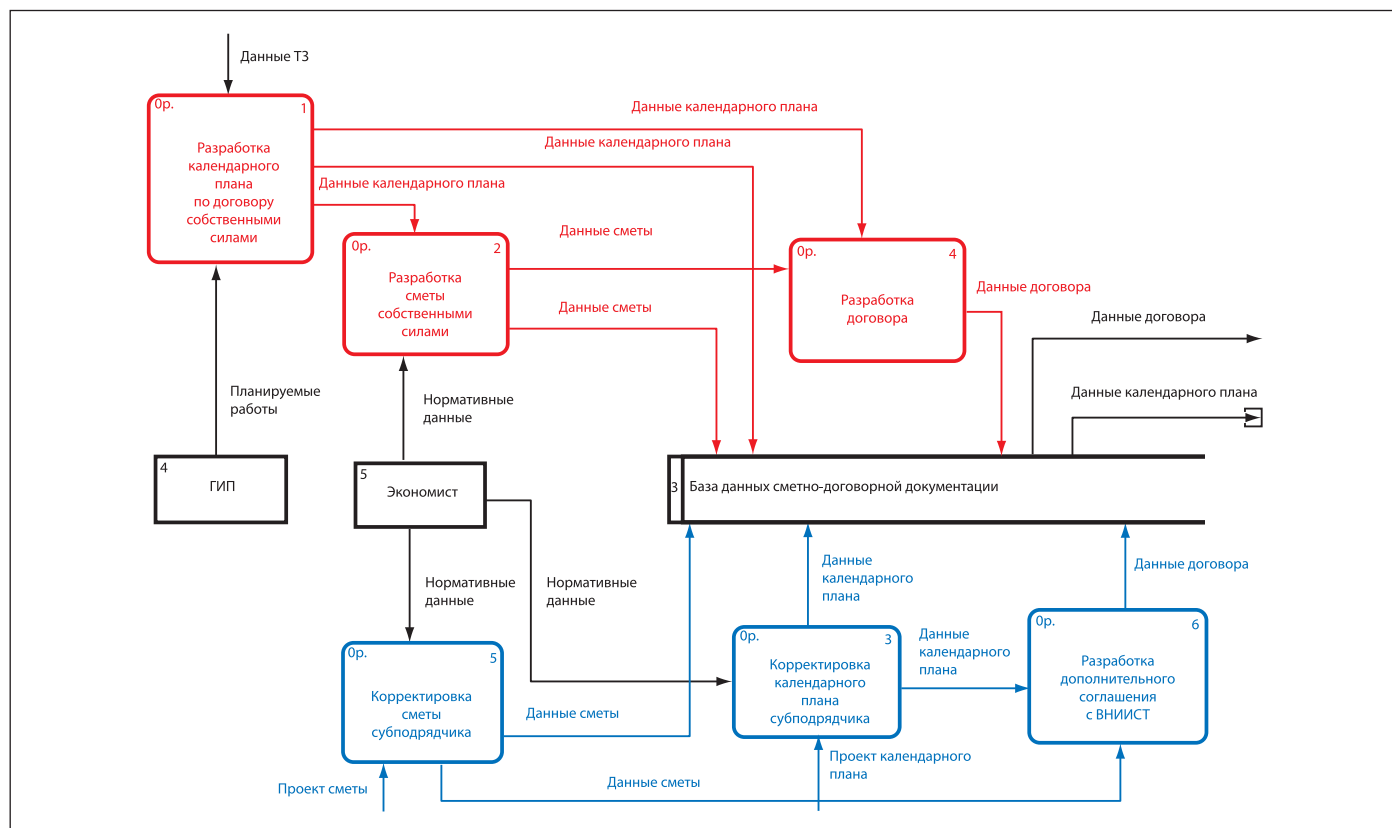 Данные ТЗ
0р.
1
Разработка
календарного
плана
по договору
собственными
силами
Данные календарного плана
Данные календарного плана
Данные календарного плана
0р.
2
Разработка
сметы
собственными
силами
Данные сметы
Данные сметы
0р.
4
Разработка
договора
Данные договора
Данные договора
Данные календарного плана
Планируемые
работы
Нормативные
данные
4
ГИП
5
Экономист
3
База данных сметно-договорной документации
Нормативные
данные
Нормативные
данные
Данные
календарного
плана
Данные договора
0р.
5
Корректировка
сметы
субподрядчика
Данные сметы
0р.
3
Корректировка
календарного
плана
субподрядчика
Данные
календарного
плана
0р.
6
Разработка
дополнительного
соглашения
с ВНИИСТ
Проект сметы
Данные сметы
Проект календарного
плана